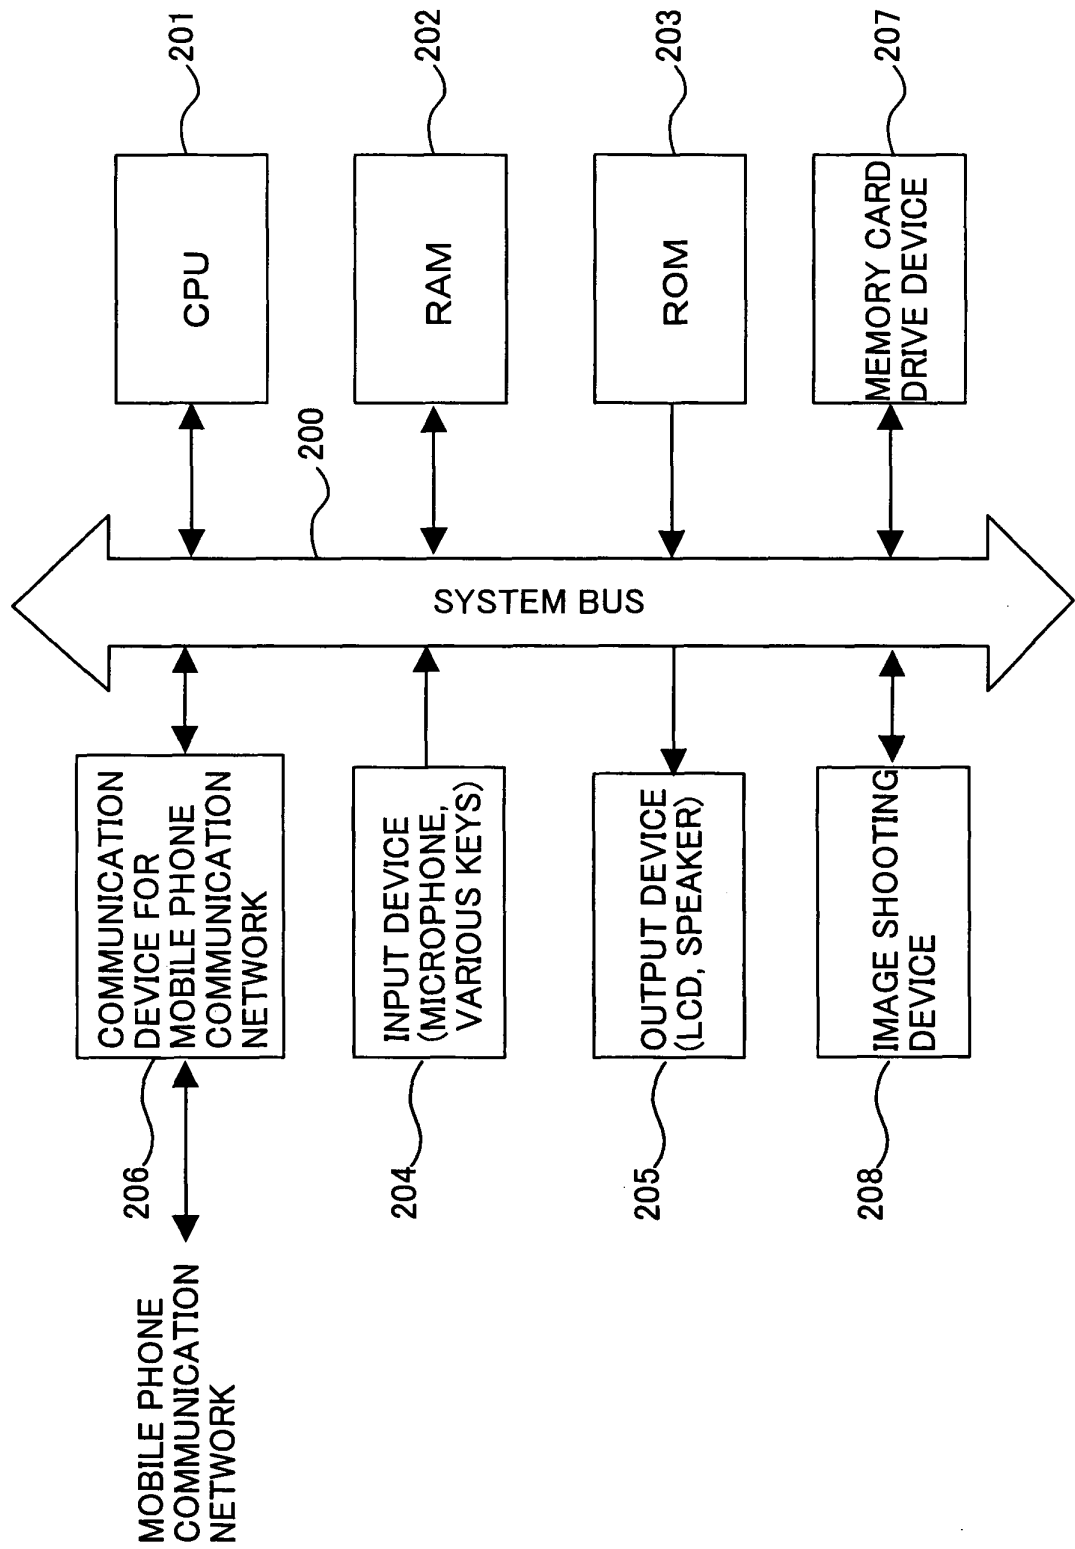 201
CPU
202
RAM
203
ROM
207
MEMORY CARD
DRIVE DEVICE
200
SYSTEM BUS
COMMUNICATION
DEVICE FOR
MOBILE PHONE
COMMUNICATION
NETWORK
206
INPUT DEVICE
(MICROPHONE,
VARIOUS KEYS)
204
OUTPUT DEVICE
(LCD, SPEAKER)
205
IMAGE SHOOTING
DEVICE
208
MOBILE PHONE
COMMUNICATION
NETWORK